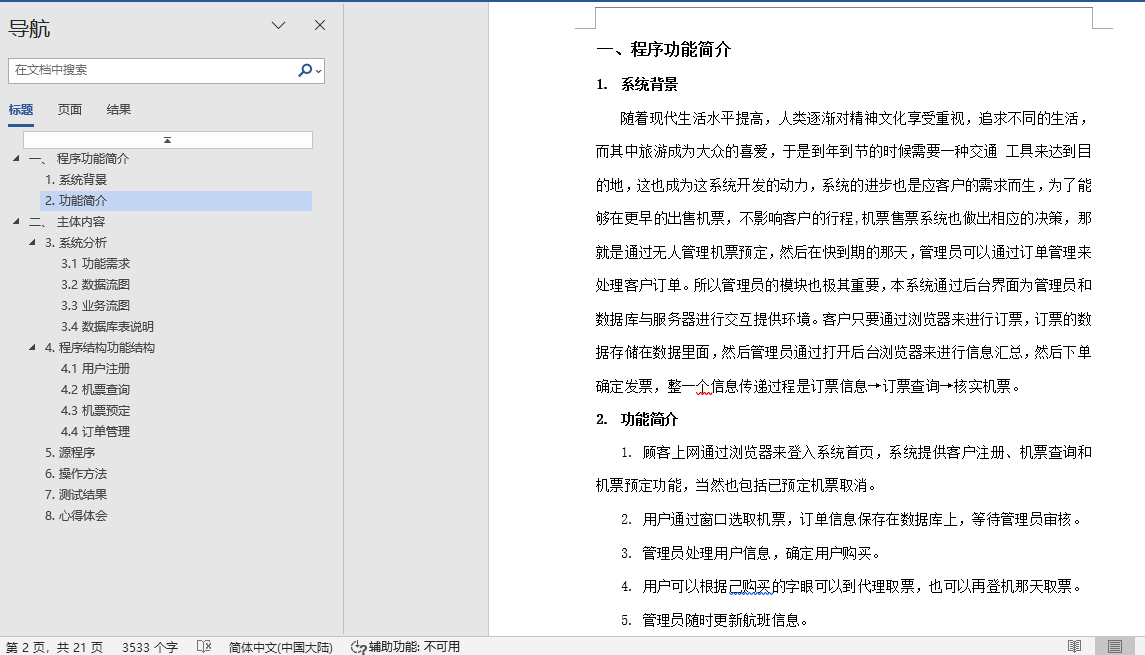 导航
在文档中搜索
标题 页面 结果
一、 程序功能简介
1. 系统背景
2. 功能简介
二、 主体内容
3. 系统分析
3.1 功能需求
3.2 数据流图
3.3 业务流图
3.4 数据库表说明
4. 程序结构功能结构
4.1 用户注册
4.2 机票查询
4.3 机票预定
4.4 订单管理
5. 源程序
6. 操作方法
7. 测试结果
8. 心得体会
一、程序功能简介
1. 系统背景
随着现代生活水平提高，人类逐渐对精神文化享受重视，追求不同的生活，
而其中旅游成为大众的喜爱，于是到年到节的时候需要一种交通 工具来达到目
的地，这也成为这系统开发的动力，系统的进步也是应客户的需求而生，为了能
够在更早的出售机票，不影响客户的行程,机票售票系统也做出相应的决策，那
就是通过无人管理机票预定，然后在快到期的那天，管理员可以通过订单管理来
处理客户订单。所以管理员的模块也极其重要，本系统通过后台界面为管理员和
数据库与服务器进行交互提供环境。客户只要通过浏览器来进行订票，订票的数
据存储在数据里面，然后管理员通过打开后台浏览器来进行信息汇总，然后下单
确定发票，整一个信息传递过程是订票信息→订票查询→核实机票。
2. 功能简介
1. 顾客上网通过浏览器来登入系统首页，系统提供客户注册、机票查询和
机票预定功能，当然也包括已预定机票取消。
2. 用户通过窗口选取机票，订单信息保存在数据库上，等待管理员审核。
3. 管理员处理用户信息，确定用户购买。
4. 用户可以根据己购买的字眼可以到代理取票，也可以再登机那天取票。
5. 管理员随时更新航班信息。
第 2 页，共 21 页 3533 个字 简体中文(中国大陆) 辅助功能: 不可用